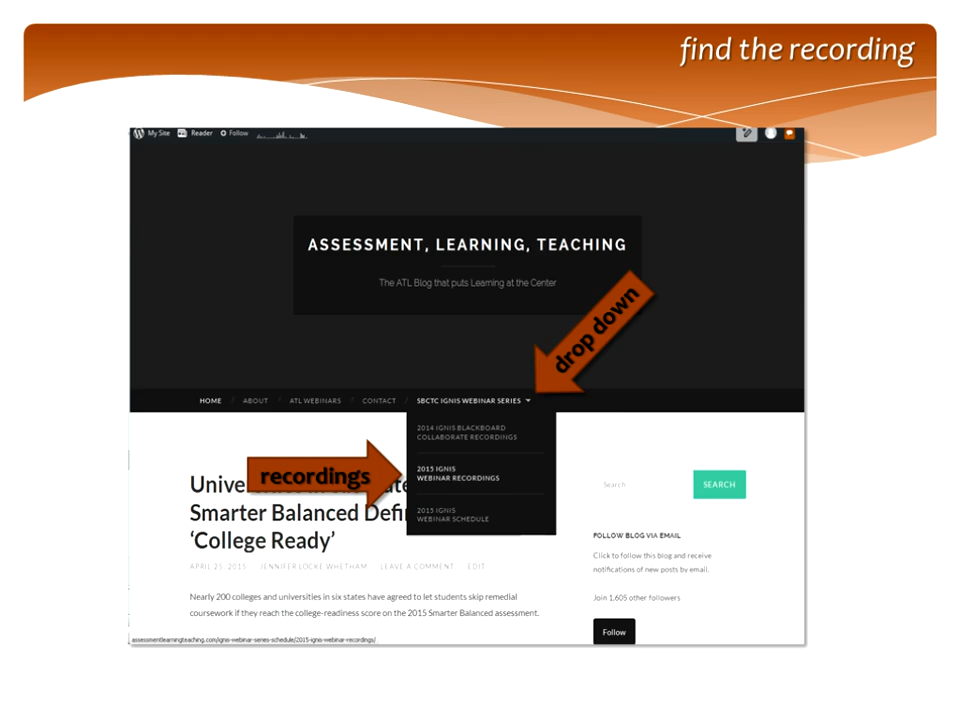 find the recording
My Site Reader Follow
ASSESSMENT, LEARNING, TEACHING
The ATL Blog that puts Learning at the Center
drop down
HOME / ABOUT / ATL WEBINARS / CONTACT / SBCTC IGNIS WEBINAR SERIES
2014 IGNIS BLACKBOARD
COLLABORATE RECORDINGS
2015 IGNIS
WEBINAR RECORDINGS
2015 IGNIS
WEBINAR SCHEDULE
recordings
Smarter Balanced
‘College Ready’
APRIL 25, 2015 JENNIFER LOCKE WHETHAM LEAVE A COMMENT EDIT
Nearly 200 colleges and universities in six states have agreed to let students skip remedial
coursework if they reach the college-readiness score on the 2015 Smarter Balanced assessment.
Search SEARCH
FOLLOW BLOG VIA EMAIL
Click to follow this blog and receive
notifications of new posts by email.
Join 1,605 other followers
Follow
assessmentlearningteaching.com/ignis-webinar-series-schedule/2015-ignis-webinar-recordings/